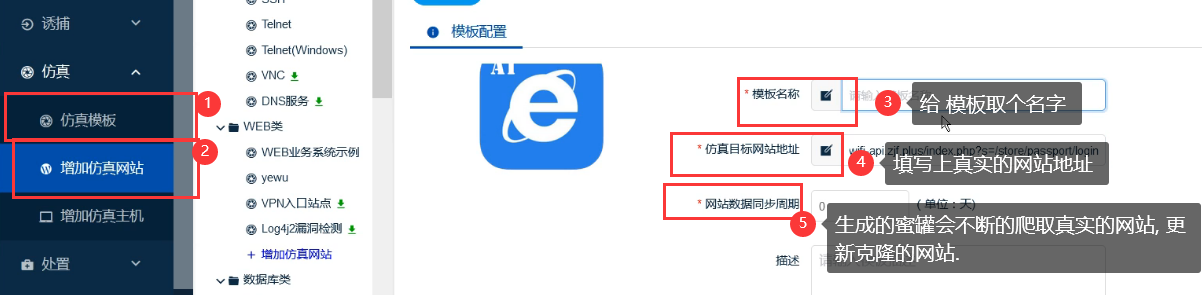 诱捕
仿真
1
仿真模板
2
增加仿真网站
增加仿真主机
处置
SSH
Telnet
Telnet(Windows)
VNC
DNS服务
WEB类
WEB业务系统示例
yewu
VPN入口站点
Log4j2漏洞检测
+ 增加仿真网站
数据库类
模板配置
AI
* 模板名称
3
给 模板取个名字
* 仿真目标网站地址
wifi-api.zjf.plus/index.php?s=/store/passport/login
4
填写上真实的网站地址
* 网站数据同步周期
0
( 单位：天)
5
生成的蜜罐会不断的爬取真实的网站, 更
新克隆的网站.
描述